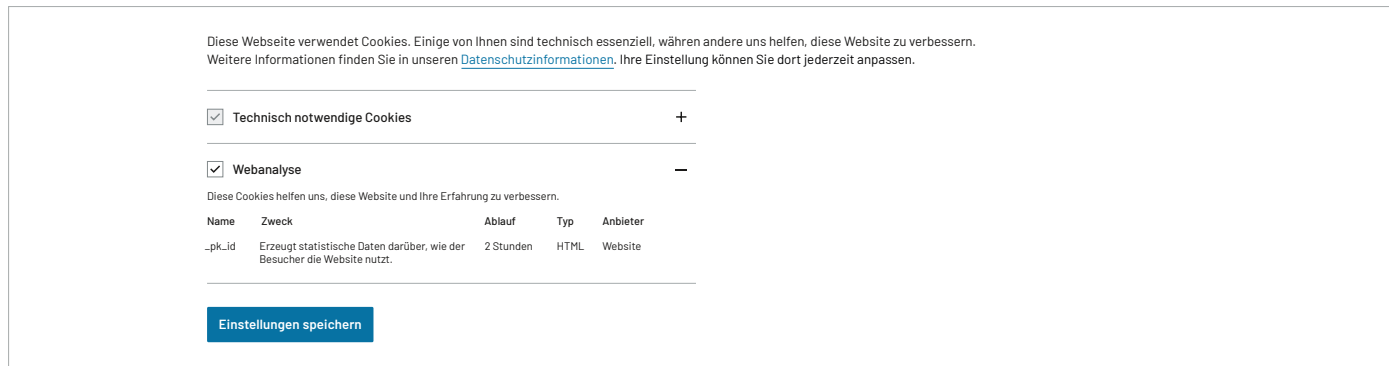 Diese Webseite verwendet Cookies. Einige von Ihnen sind technisch essenziell, währen andere uns helfen, diese Website zu verbessern.
Weitere Informationen finden Sie in unseren Datenschutzinformationen. Ihre Einstellung können Sie dort jederzeit anpassen.
Technisch notwendige Cookies +
Webanalyse —
Diese Cookies helfen uns, diese Website und Ihre Erfahrung zu verbessern.
Name Zweck Ablauf Typ Anbieter
_pk_id Erzeugt statistische Daten darüber, wie der 2 Stunden HTML Website
Besucher die Website nutzt.
Einstellungen speichern